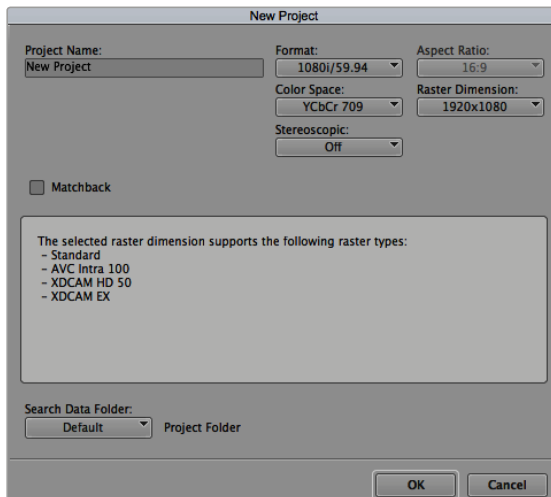 New Project
Project Name:
New Project
Format:
1080i/59.94
Aspect Ratio:
16:9
Color Space:
YCbCr 709
Raster Dimension:
1920x1080
Stereoscopic:
Off
Matchback
The selected raster dimension supports the following raster types:
- Standard
- AVC Intra 100
- XDCAM HD 50
- XDCAM EX
Search Data Folder:
Default
Project Folder
OK
Cancel